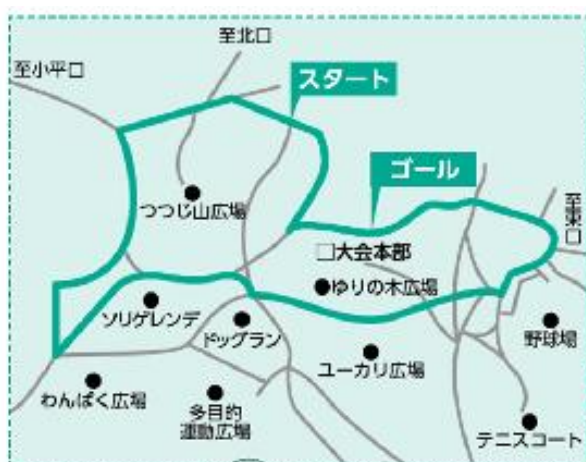 至北口
至小平口
スタート
ゴール
つつじ山広場
至東口
□大会本部
ゆりの木広場
ソリゲレンデ
ドッグラン
野球場
ユーカリ広場
わんぱく広場
多目的
運動広場
テニスコート